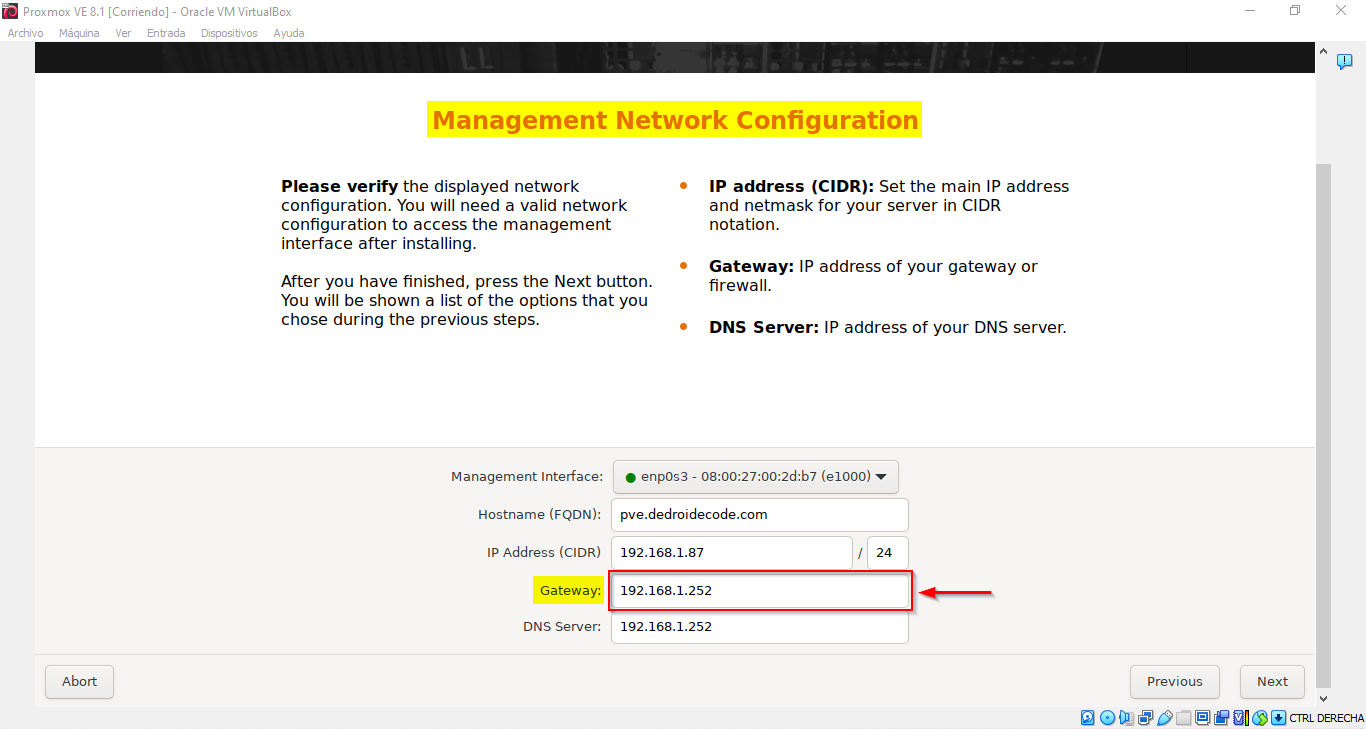 Proxmox VE 8.1 [Corriendo] - Oracle VM VirtualBox
Archivo Máquina Ver Entrada Dispositivos Ayuda
Management Network Configuration
Please verify the displayed network
configuration. You will need a valid network
configuration to access the management
interface after installing.
After you have finished, press the Next button.
You will be shown a list of the options that you
chose during the previous steps.
IP address (CIDR): Set the main IP address
and netmask for your server in CIDR
notation.
Gateway: IP address of your gateway or
firewall.
DNS Server: IP address of your DNS server.
Management Interface: enp0s3 - 08:00:27:00:2d:b7 (e1000)
Hostname (FQDN): pve.dedroidecode.com
IP Address (CIDR) 192.168.1.87 / 24
Gateway: 192.168.1.252
DNS Server: 192.168.1.252
Abort Previous Next
CTRL DERECHA